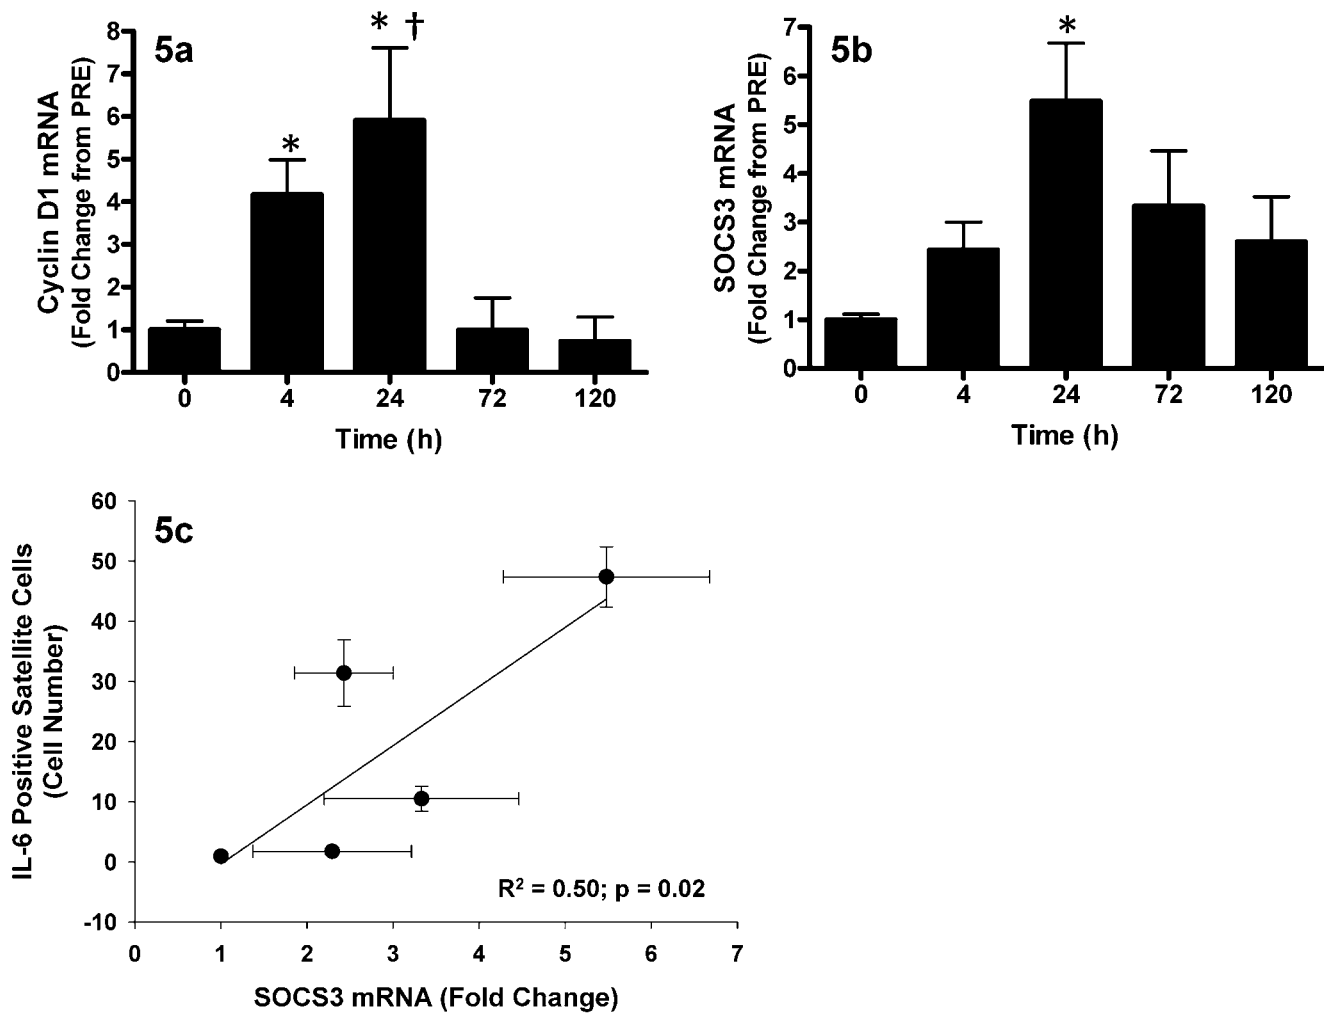 5a
* †
*
Cyclin D1 mRNA
(Fold Change from PRE)
8
7
6
5
4
3
2
1
0
0 4 24 72 120
Time (h)
5b
*
SOCS3 mRNA
(Fold Change from PRE)
7
6
5
4
3
2
1
0
0 4 24 72 120
Time (h)
5c
IL-6 Positive Satellite Cells
(Cell Number)
60
50
40
30
20
10
0
-10
R² = 0.50; p = 0.02
0 1 2 3 4 5 6 7
SOCS3 mRNA (Fold Change)